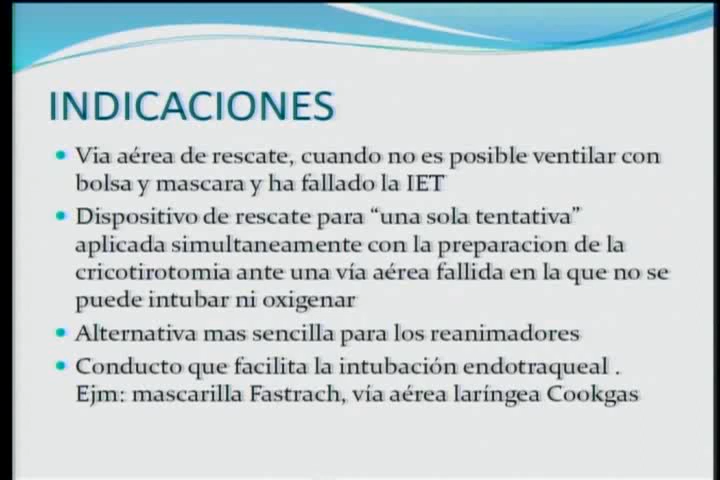 INDICACIONES
• Via aérea de rescate, cuando no es posible ventilar con
bolsa y mascara y ha fallado la IET
• Dispositivo de rescate para “una sola tentativa”
aplicada simultaneamente con la preparacion de la
cricotirotomia ante una vía aérea fallida en la que no se
puede intubar ni oxigenar
• Alternativa mas sencilla para los reanimadores
• Conducto que facilita la intubación endotraqueal .
Ejm: mascarilla Fastrach, vía aérea laríngea Cookgas